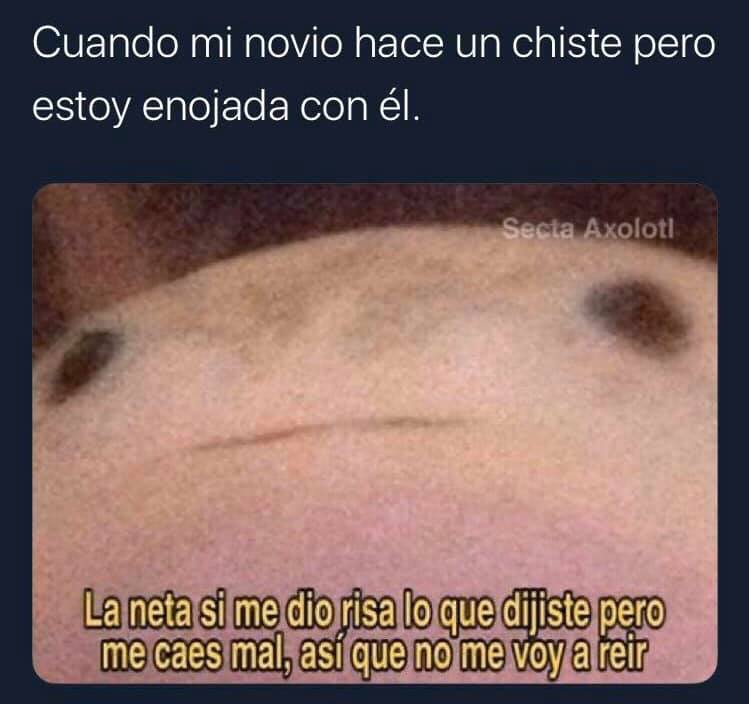 Cuando mi novio hace un chiste pero
estoy enojada con él.
Secta Axolotl
La neta si me dio risa lo que dijiste pero
me caes mal, así que no me voy a reir